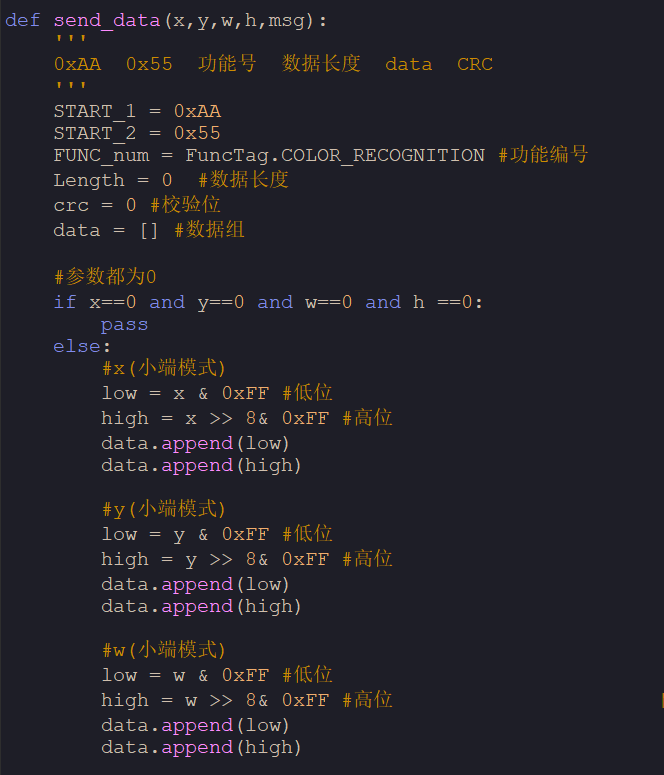 def send_data(x,y,w,h,msg):
    '''
    0xAA  0x55  功能号  数据长度  data  CRC
    '''
    START_1 = 0xAA
    START_2 = 0x55
    FUNC_num = FuncTag.COLOR_RECOGNITION #功能编号
    Length = 0  #数据长度
    crc = 0 #校验位
    data = [] #数据组

    #参数都为0
    if x==0 and y==0 and w==0 and h ==0:
        pass
    else:
        #x(小端模式)
        low = x & 0xFF #低位
        high = x >> 8& 0xFF #高位
        data.append(low)
        data.append(high)

        #y(小端模式)
        low = y & 0xFF #低位
        high = y >> 8& 0xFF #高位
        data.append(low)
        data.append(high)

        #w(小端模式)
        low = w & 0xFF #低位
        high = w >> 8& 0xFF #高位
        data.append(low)
        data.append(high)